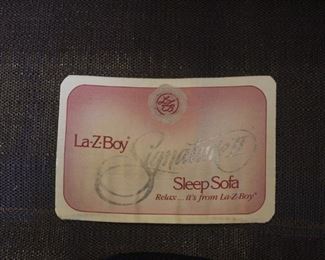 La-Z-Boy®
Signature II
Sleep Sofa
Relax... it's from La-Z-Boy®